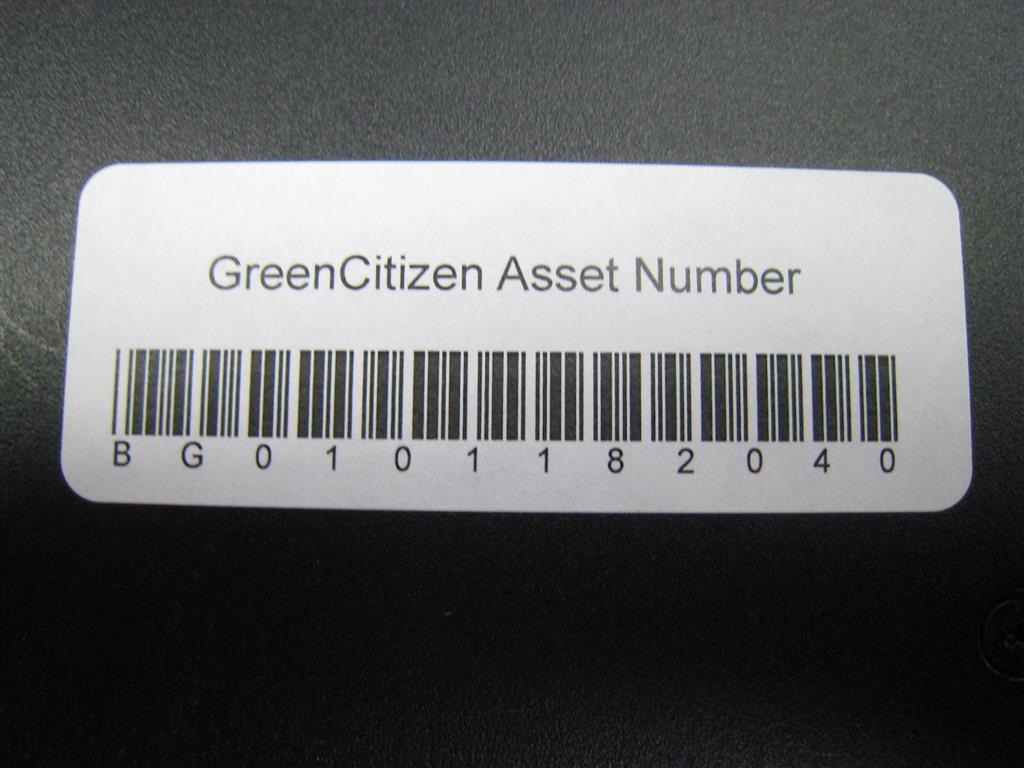 GreenCitizen Asset Number
B G 0 1 0 1 1 8 2 0 4 0